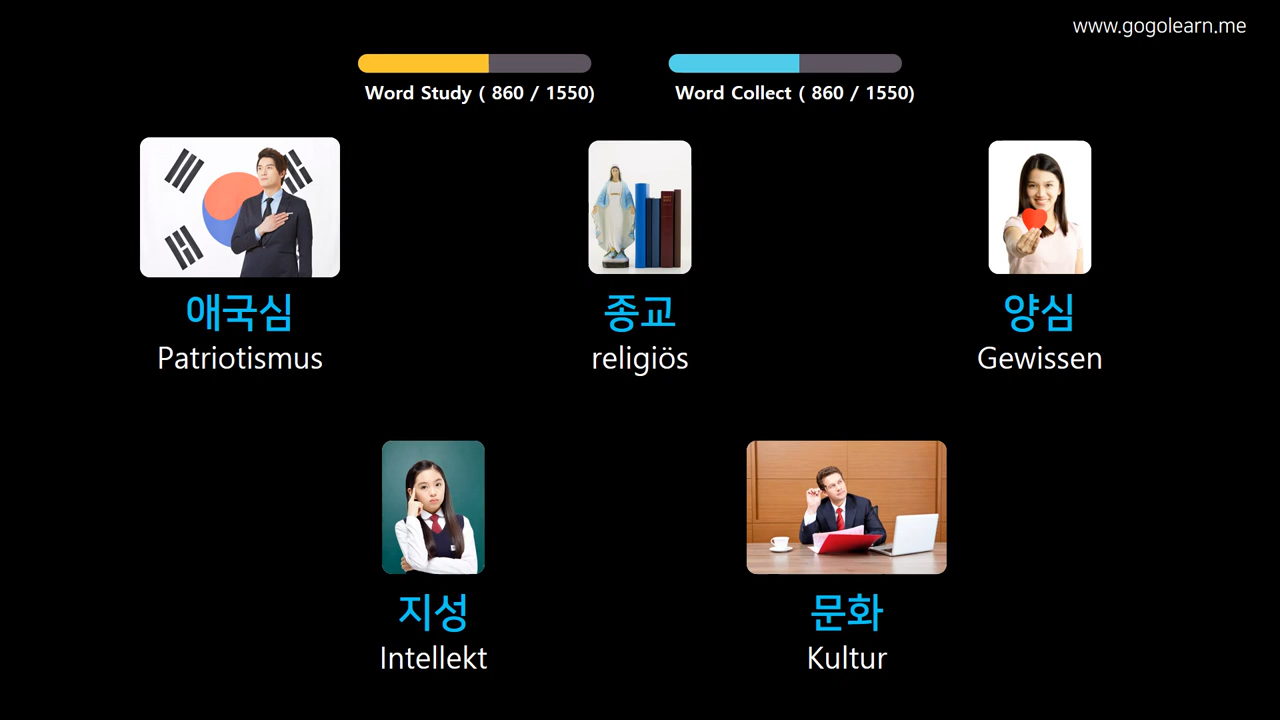 www.gogolearn.me
Word Study ( 860 / 1550)
Word Collect ( 860 / 1550)
애국심
Patriotismus
종교
religiös
양심
Gewissen
지성
Intellekt
문화
Kultur